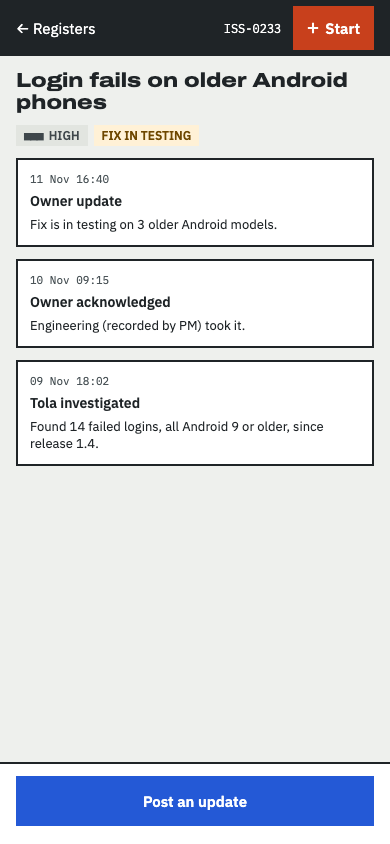 ← Registers
ISS-0233
+ Start
Login fails on older Android
phones
HIGH
FIX IN TESTING
11 Nov 16:40
Owner update
Fix is in testing on 3 older Android models.
10 Nov 09:15
Owner acknowledged
Engineering (recorded by PM) took it.
09 Nov 18:02
Tola investigated
Found 14 failed logins, all Android 9 or older, since
release 1.4.
Post an update